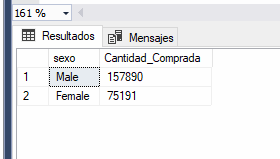 161 %
Resultados Mensajes
sexo Cantidad_Comprada
1 Male 157890
2 Female 75191